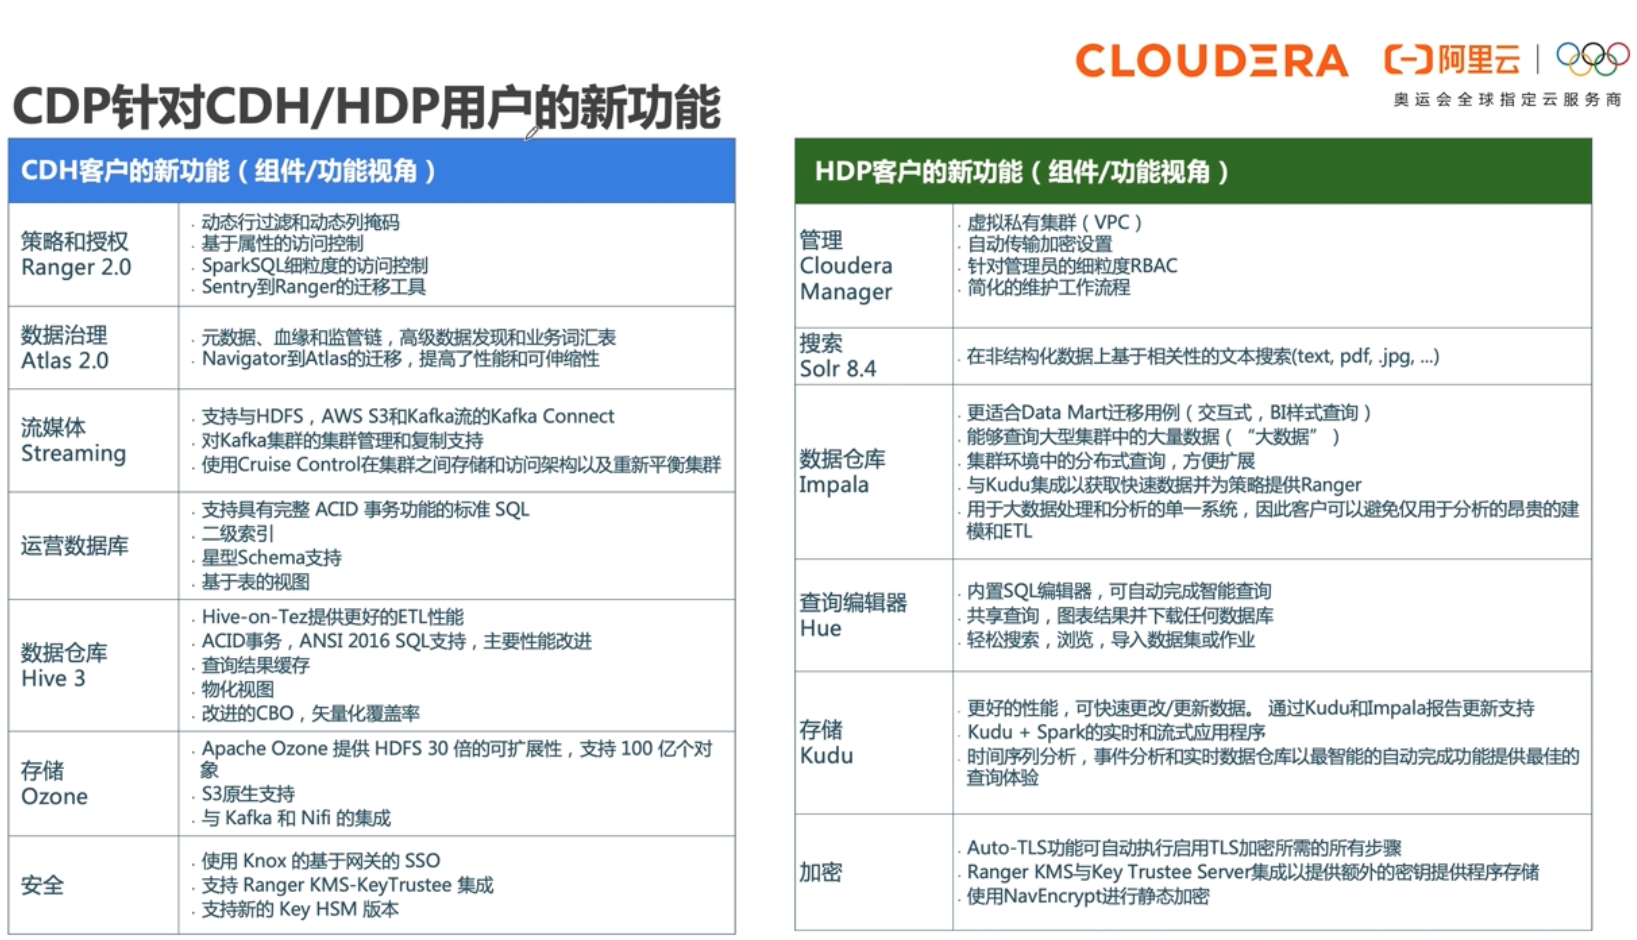 CLOUDERA
阿里云
奥运会全球指定云服务商
CDP针对CDH/HDP用户的新功能
CDH客户的新功能（组件/功能视角）
策略和授权
Ranger 2.0
· 动态行过滤和动态列掩码
· 基于属性的访问控制
· SparkSQL细粒度的访问控制
· Sentry到Ranger的迁移工具
数据治理
Atlas 2.0
· 元数据、血缘和监管链，高级数据发现和业务词汇表
· Navigator到Atlas的迁移，提高了性能和可伸缩性
流媒体
Streaming
· 支持与HDFS，AWS S3和Kafka流的Kafka Connect
· 对Kafka集群的集群管理和复制支持
· 使用Cruise Control在集群之间存储和访问架构以及重新平衡集群
运营数据库
· 支持具有完整 ACID 事务功能的标准 SQL
· 二级索引
· 星型Schema支持
· 基于表的视图
数据仓库
Hive 3
· Hive-on-Tez提供更好的ETL性能
· ACID事务，ANSI 2016 SQL支持，主要性能改进
· 查询结果缓存
· 物化视图
· 改进的CBO，矢量化覆盖率
存储
Ozone
· Apache Ozone 提供 HDFS 30 倍的可扩展性，支持 100 亿个对
象
· S3原生支持
· 与 Kafka 和 Nifi 的集成
安全
· 使用 Knox 的基于网关的 SSO
· 支持 Ranger KMS-KeyTrustee 集成
· 支持新的 Key HSM 版本
HDP客户的新功能（组件/功能视角）
管理
Cloudera
Manager
· 虚拟私有集群（VPC）
· 自动传输加密设置
· 针对管理员的细粒度RBAC
· 简化的维护工作流程
搜索
Solr 8.4
· 在非结构化数据上基于相关性的文本搜索(text, pdf, .jpg, ...)
数据仓库
Impala
· 更适合Data Mart迁移用例（交互式，BI样式查询）
· 能够查询大型集群中的大量数据（ “大数据” ）
· 集群环境中的分布式查询，方便扩展
· 与Kudu集成以获取快速数据并为策略提供Ranger
· 用于大数据处理和分析的单一系统，因此客户可以避免仅用于分析的昂贵的建
模和ETL
查询编辑器
Hue
· 内置SQL编辑器，可自动完成智能查询
· 共享查询，图表结果并下载任何数据库
· 轻松搜索，浏览，导入数据集或作业
存储
Kudu
· 更好的性能，可快速更改/更新数据。 通过Kudu和Impala报告更新支持
· Kudu + Spark的实时和流式应用程序
· 时间序列分析，事件分析和实时数据仓库以最智能的自动完成功能提供最佳的
查询体验
加密
· Auto-TLS功能可自动执行启用TLS加密所需的所有步骤
· Ranger KMS与Key Trustee Server集成以提供额外的密钥提供程序存储
· 使用NavEncrypt进行静态加密